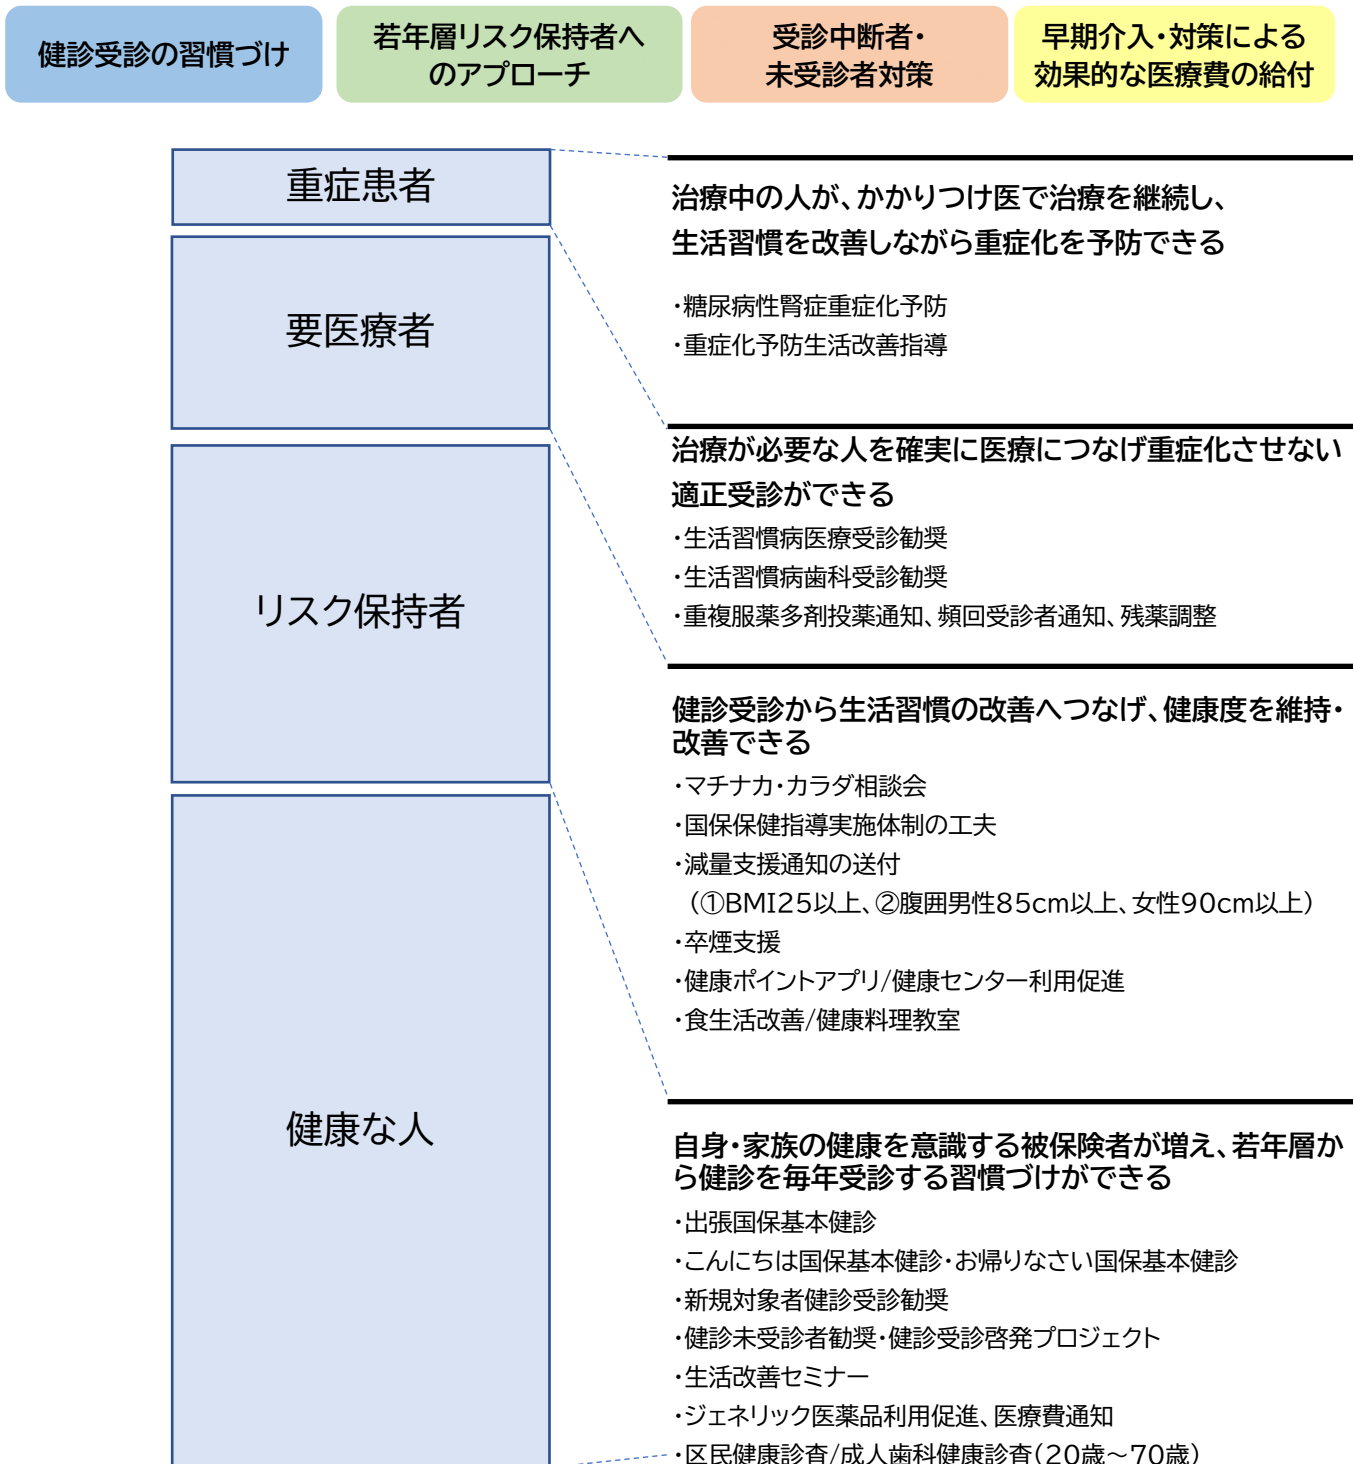 健診受診の習慣づけ
若年層リスク保持者へ
のアプローチ
受診中断者・
未受診者対策
早期介入・対策による
効果的な医療費の給付
重症患者
治療中の人が、かかりつけ医で治療を継続し、
生活習慣を改善しながら重症化を予防できる
・糖尿病性腎症重症化予防
・重症化予防生活改善指導
要医療者
治療が必要な人を確実に医療につなげ重症化させない
適正受診ができる
・生活習慣病医療受診勧奨
・生活習慣病歯科受診勧奨
・重複服薬多剤投薬通知、頻回受診者通知、残薬調整
リスク保持者
健診受診から生活習慣の改善へつなげ、健康度を維持・
改善できる
・マチナカ・カラダ相談会
・国保保健指導実施体制の工夫
・減量支援通知の送付
（①BMI25以上、②腹囲男性85cm以上、女性90cm以上）
・卒煙支援
・健康ポイントアプリ/健康センター利用促進
・食生活改善/健康料理教室
健康な人
自身・家族の健康を意識する被保険者が増え、若年層か
ら健診を毎年受診する習慣づけができる
・出張国保基本健診
・こんにちは国保基本健診・お帰りなさい国保基本健診
・新規対象者健診受診勧奨
・健診未受診者勧奨・健診受診啓発プロジェクト
・生活改善セミナー
・ジェネリック医薬品利用促進、医療費通知
・区民健康診査/成人歯科健康診査（20歳～70歳）